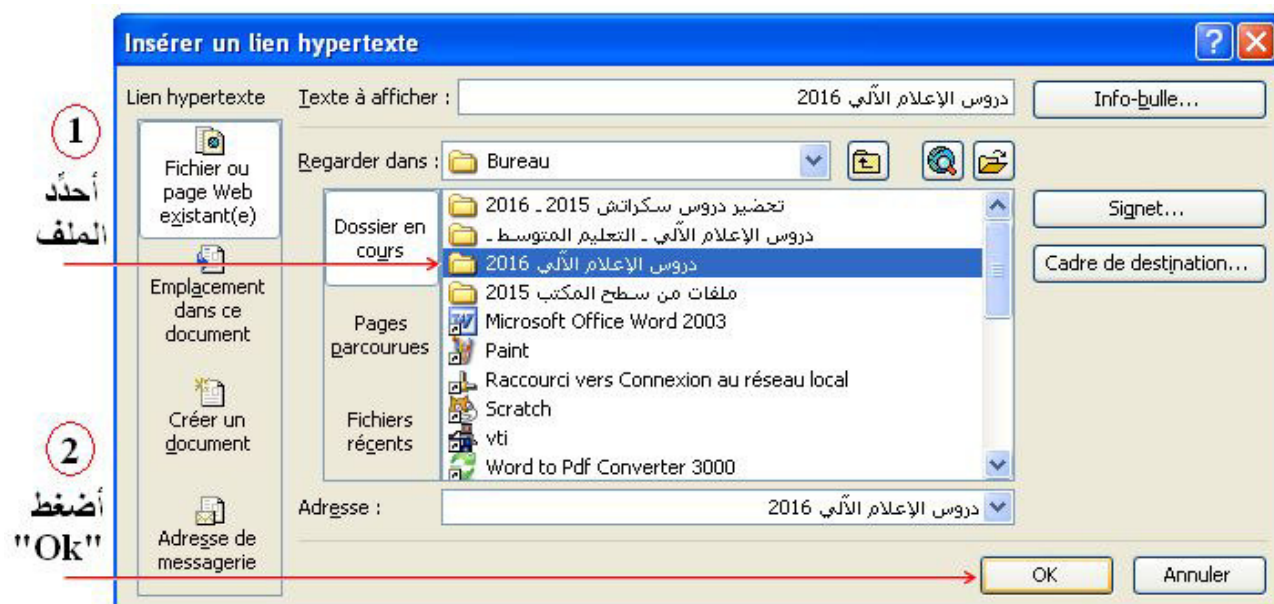 Insérer un lien hypertexte
Lien hypertexte
Texte à afficher :
دروس الإعلام الآلي 2016
Info-bulle...
1
أحدّد
الملف
Fichier ou
page Web
existant(e)
Emplacement
dans ce
document
Créer un
document
Adresse de
messagerie
Regarder dans :
Bureau
Dossier en
cours
Pages
parcourues
Fichiers
récents
تحضير دروس سكراتش 2015 ـ 2016
دروس الإعلام الآلي ـ التعليم المتوسط ـ
دروس الإعلام الآلي 2016
ملفات من سطح المكتب 2015
Microsoft Office Word 2003
Paint
Raccourci vers Connexion au réseau local
Scratch
vti
Word to Pdf Converter 3000
Signet...
Cadre de destination...
Adresse :
دروس الإعلام الآلي 2016
2
أضغط
"Ok"
OK
Annuler